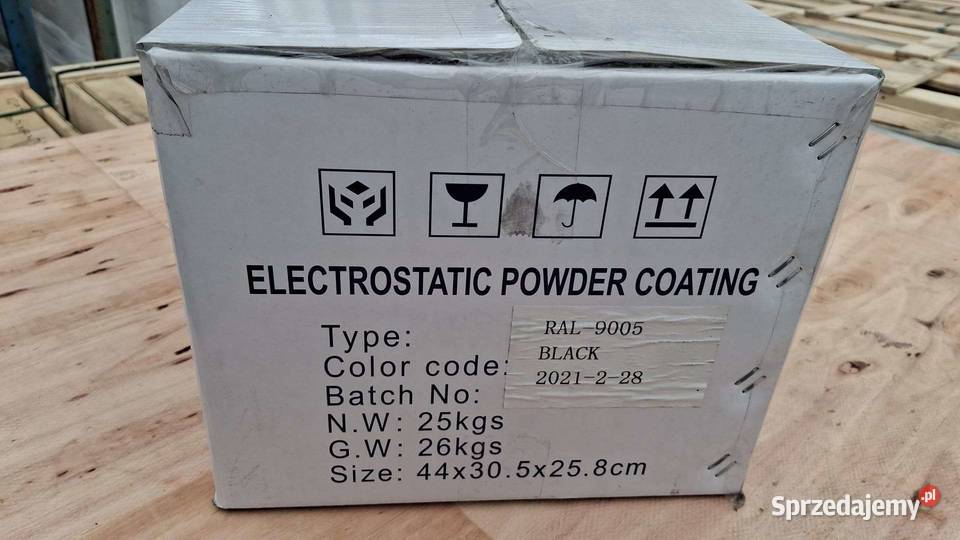 ELECTROSTATIC POWDER COATING
Type: RAL-9005
Color code: BLACK
Batch No: 2021-2-28
N.W: 25kgs
G.W: 26kgs
Size: 44x30.5x25.8cm
Sprzedajemy.pl